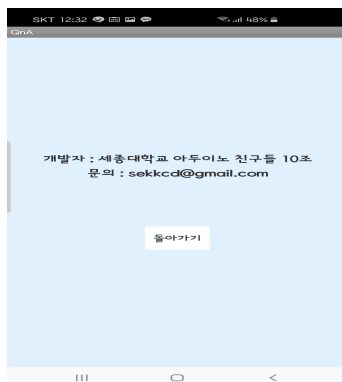 SKT 12:32
48%
QnA
개발자 : 세종대학교 아두이노 친구들 10조
문의 : sekkcd@gmail.com
돌아가기